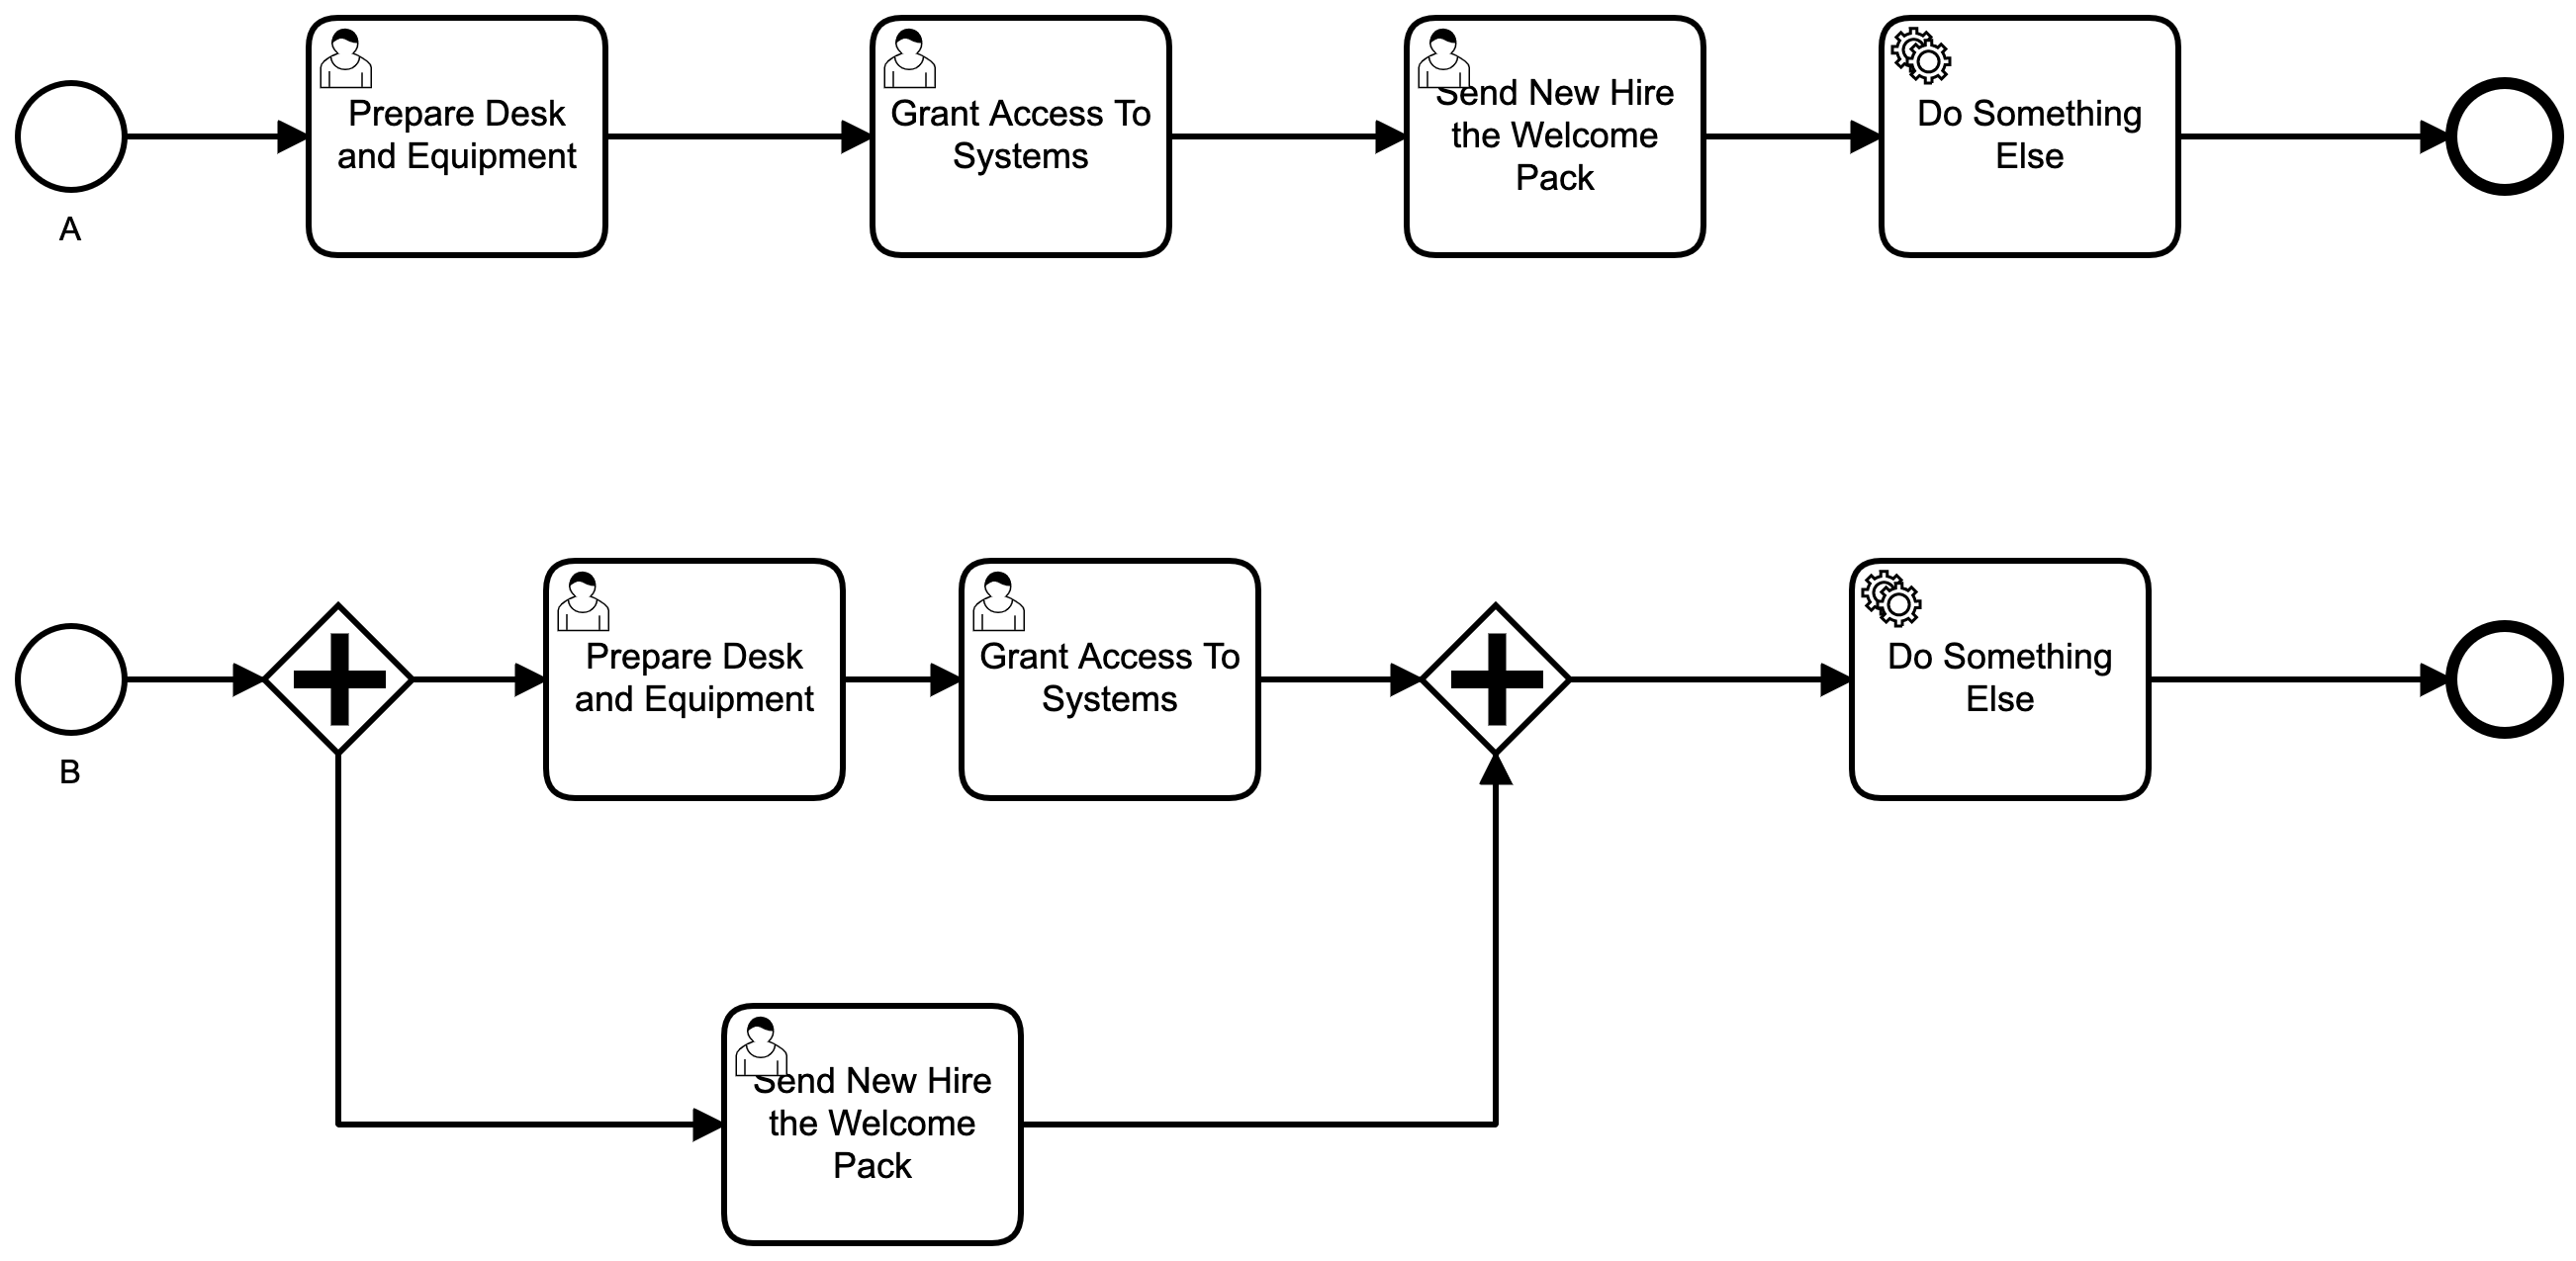 Prepare Desk
and Equipment
Grant Access To
Systems
Send New Hire
the Welcome
Pack
Do Something
Else
A
Prepare Desk
and Equipment
Grant Access To
Systems
Do Something
Else
B
Send New Hire
the Welcome
Pack